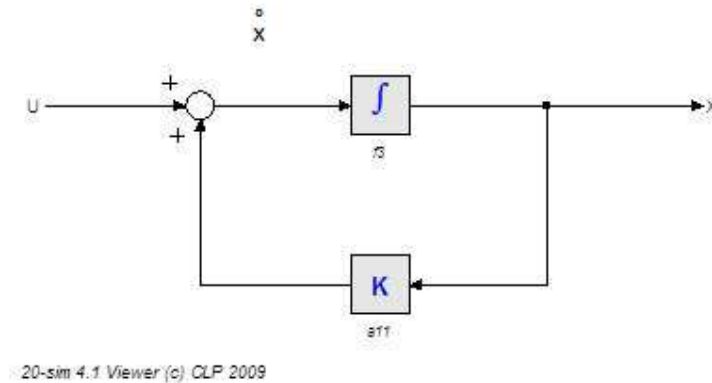 o
x
+
U
+
∫
f3
X
K
a11
20-sim 4.1 Viewer (c) CLP 2009